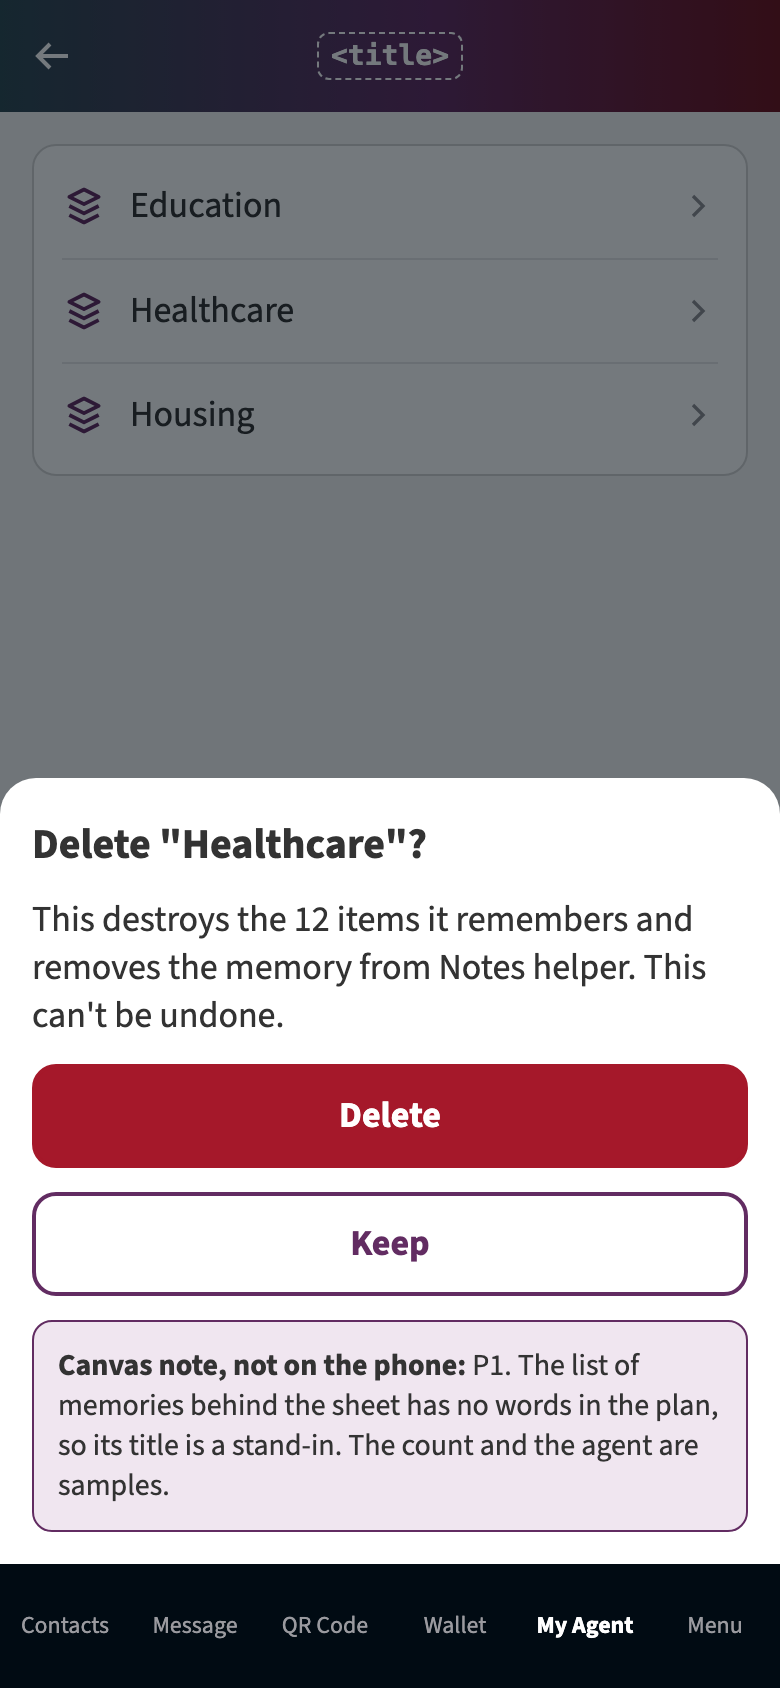 <title>
Education
Healthcare
Housing
Delete "Healthcare"?
This destroys the 12 items it remembers and
removes the memory from Notes helper. This
can't be undone.
Delete
Keep
Canvas note, not on the phone: P1. The list of
memories behind the sheet has no words in the plan,
so its title is a stand-in. The count and the agent are
samples.
Contacts
Message
QR Code
Wallet
My Agent
Menu